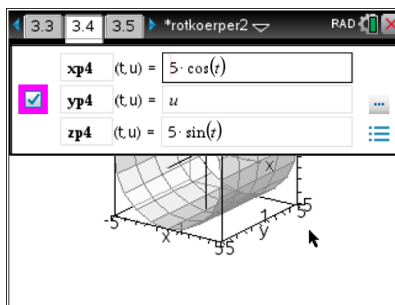 3.3 3.4 3.5 *rotkoerper2 RAD
xp4 (t,u) = 5·cos(t)
yp4 (t,u) = u
zp4 (t,u) = 5·sin(t)
...
x
-5 x 5 5 y 1 5 5